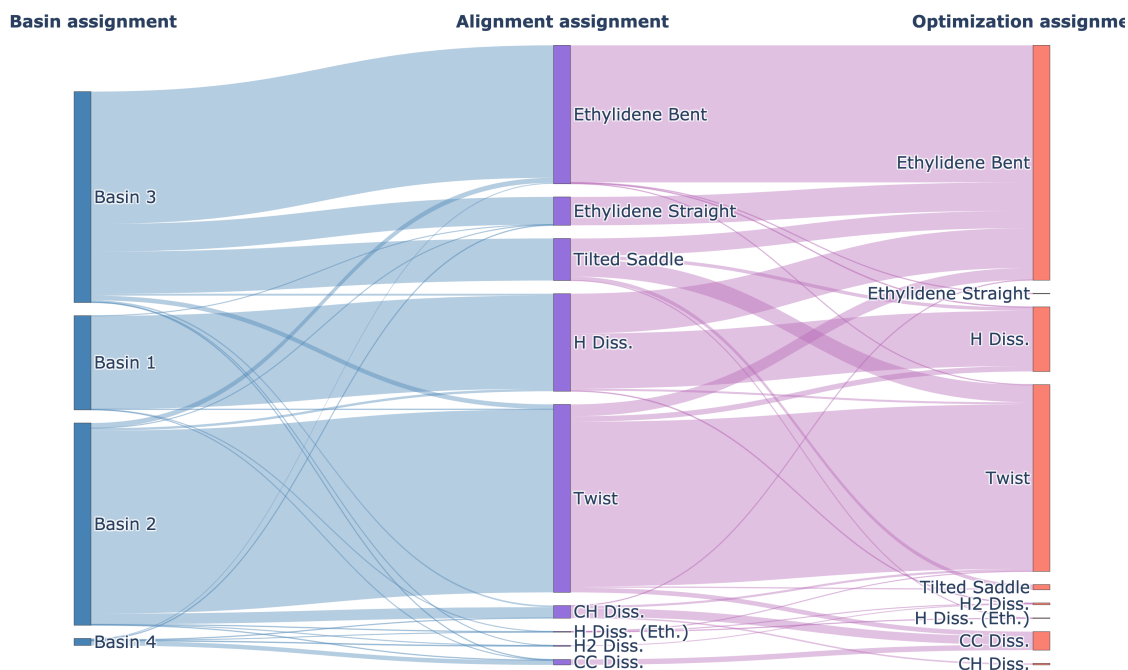 Basin assignment
Alignment assignment
Optimization assignme
Basin 3
Basin 1
Basin 2
Basin 4
Ethylidene Bent
Ethylidene Straight
Tilted Saddle
H Diss.
Twist
CH Diss.
H Diss. (Eth.)
H2 Diss.
CC Diss.
Ethylidene Bent
Ethylidene Straight
H Diss.
Twist
Tilted Saddle
H2 Diss.
H Diss. (Eth.)
CC Diss.
CH Diss.